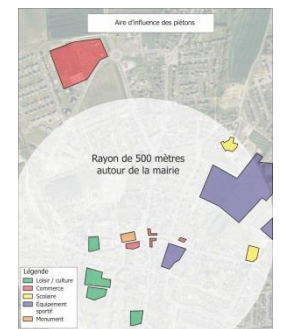 Aire d'influence des piétons
Rayon de 500 mètres
autour de la mairie
Légende
Loisir / culture
Commerce
Scolaire
Équipement
sportif
Monument